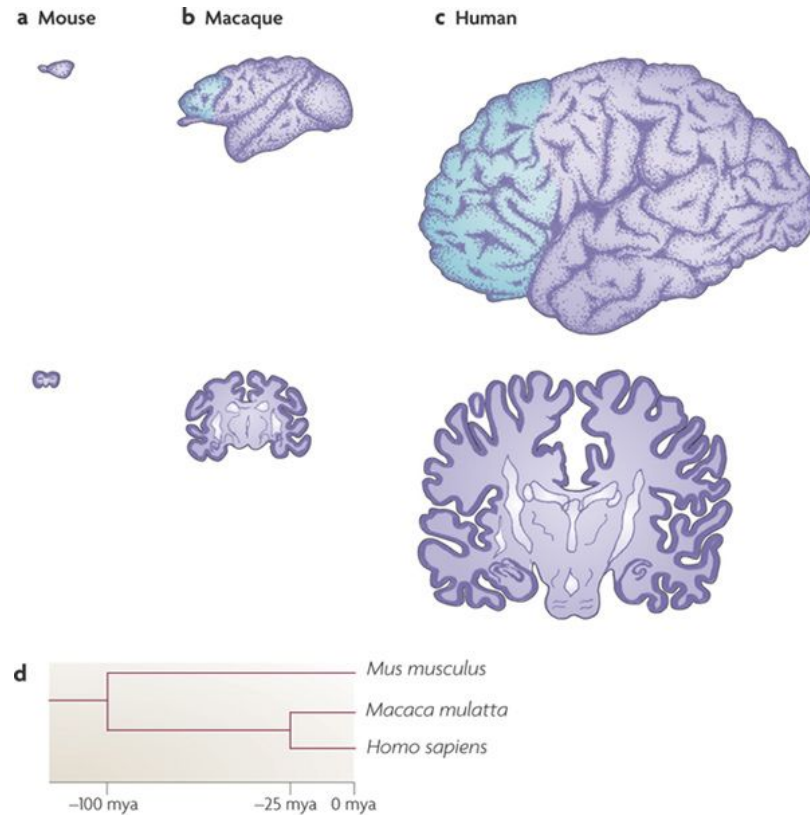 a Mouse
b Macaque
c Human
d
Mus musculus
Macaca mulatta
Homo sapiens
−100 mya
−25 mya
0 mya